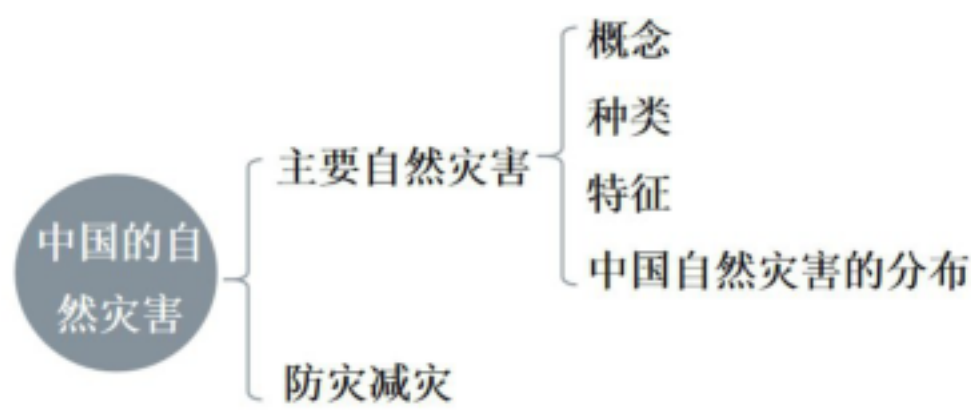 中国的自
然灾害
主要自然灾害
概念
种类
特征
中国自然灾害的分布
防灾减灾